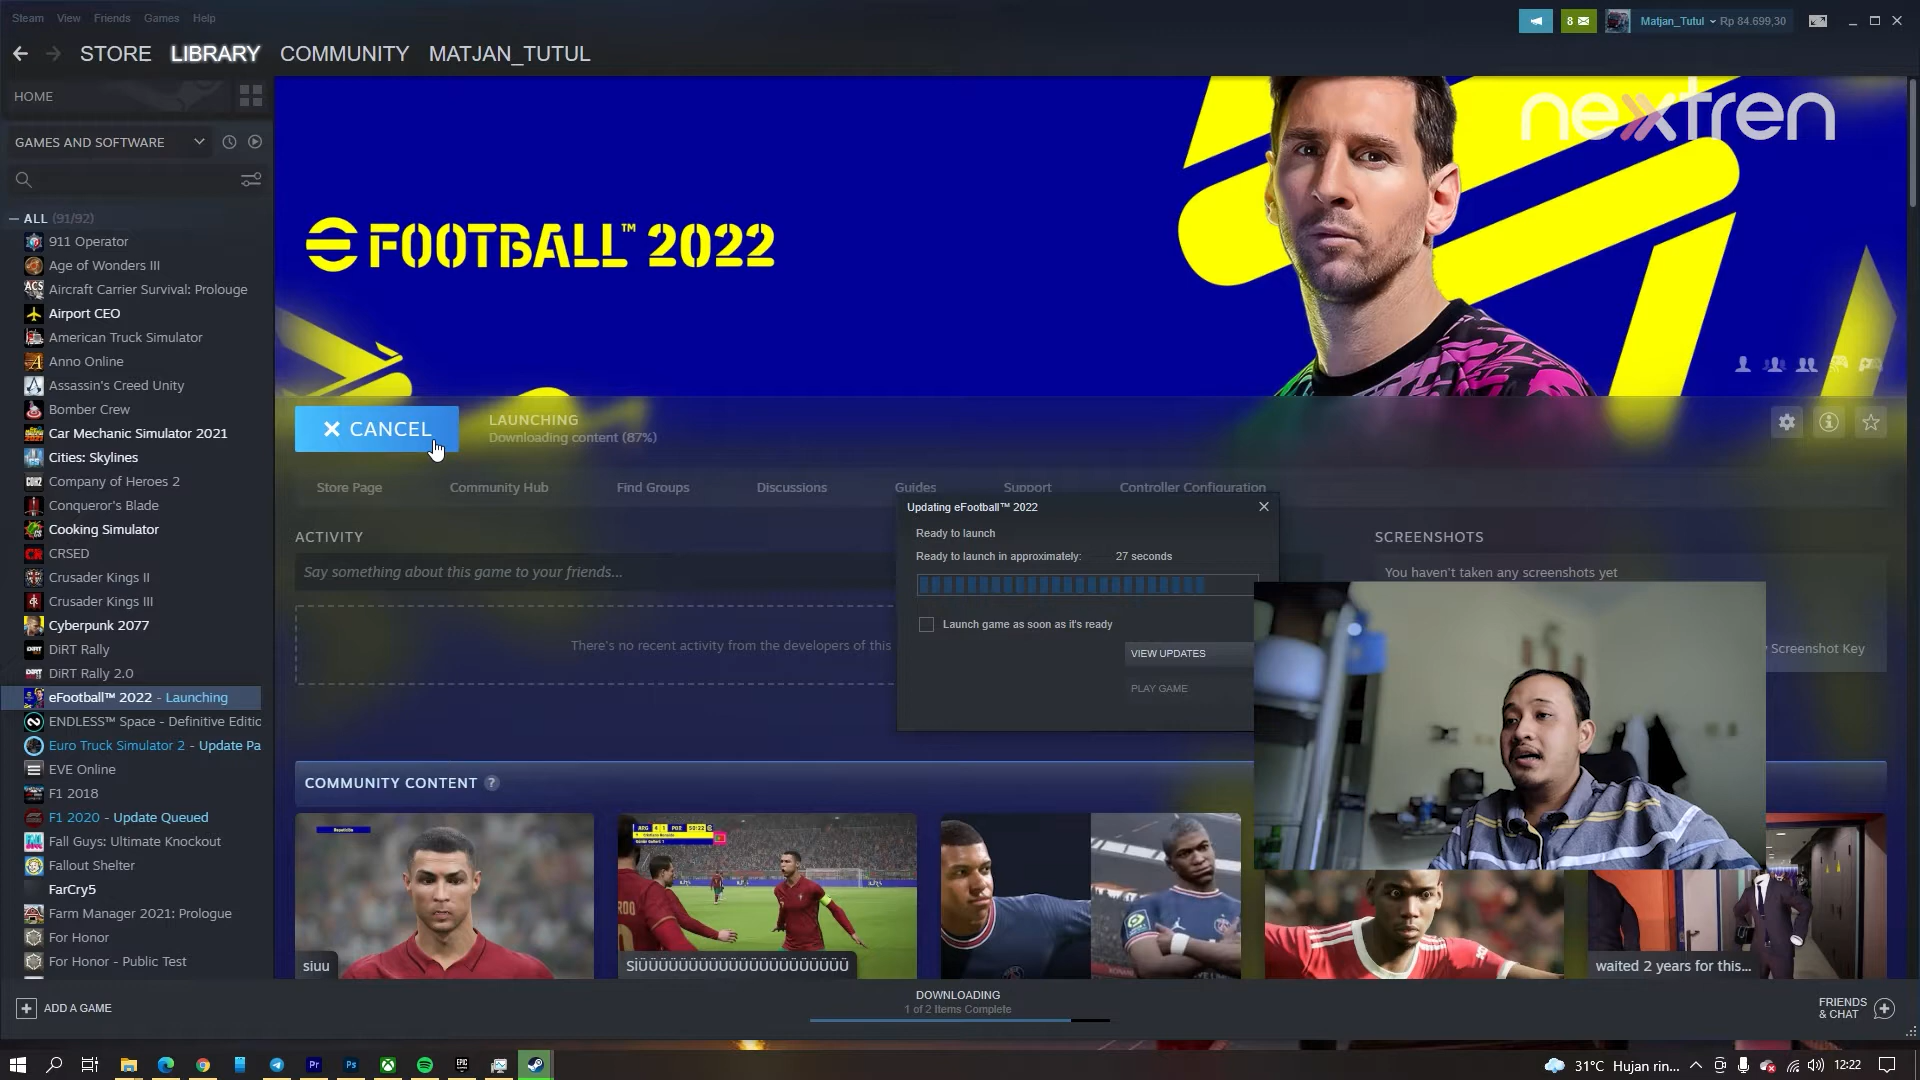 Steam View Friends Games Help
8
Matjan_Tutul
Rp 84.699,30
STORE LIBRARY COMMUNITY MATJAN_TUTUL
HOME
GAMES AND SOFTWARE
ALL (91/92)
911 Operator
Age of Wonders III
Aircraft Carrier Survival: Prolouge
Airport CEO
American Truck Simulator
Anno Online
Assassin's Creed Unity
Bomber Crew
Car Mechanic Simulator 2021
Cities: Skylines
Company of Heroes 2
Conqueror's Blade
Cooking Simulator
CRSED
Crusader Kings II
Crusader Kings III
Cyberpunk 2077
DiRT Rally
DiRT Rally 2.0
eFootball™ 2022 - Launching
ENDLESS™ Space - Definitive Editic
Euro Truck Simulator 2 - Update Pa
EVE Online
F1 2018
F1 2020 - Update Queued
Fall Guys: Ultimate Knockout
Fallout Shelter
FarCry5
Farm Manager 2021: Prologue
For Honor
For Honor - Public Test
ADD A GAME
nextren
eFOOTBALL™ 2022
CANCEL
LAUNCHING
Downloading content (87%)
Store Page Community Hub Find Groups Discussions Guides Support Controller Configuration
ACTIVITY
Say something about this game to your friends...
There's no recent activity from the developers of this
Updating eFootball™ 2022
Ready to launch
Ready to launch in approximately: 27 seconds
Launch game as soon as it's ready
VIEW UPDATES
PLAY GAME
SCREENSHOTS
You haven't taken any screenshots yet
Screenshot Key
COMMUNITY CONTENT ?
siuu
SIÜÜÜÜÜÜÜÜÜÜÜÜÜÜÜÜÜÜÜÜ
ARG 4 1 POR 53:22
waited 2 years for this...
DOWNLOADING
1 of 2 Items Complete
FRIENDS
& CHAT
31°C Hujan rin...
12:22